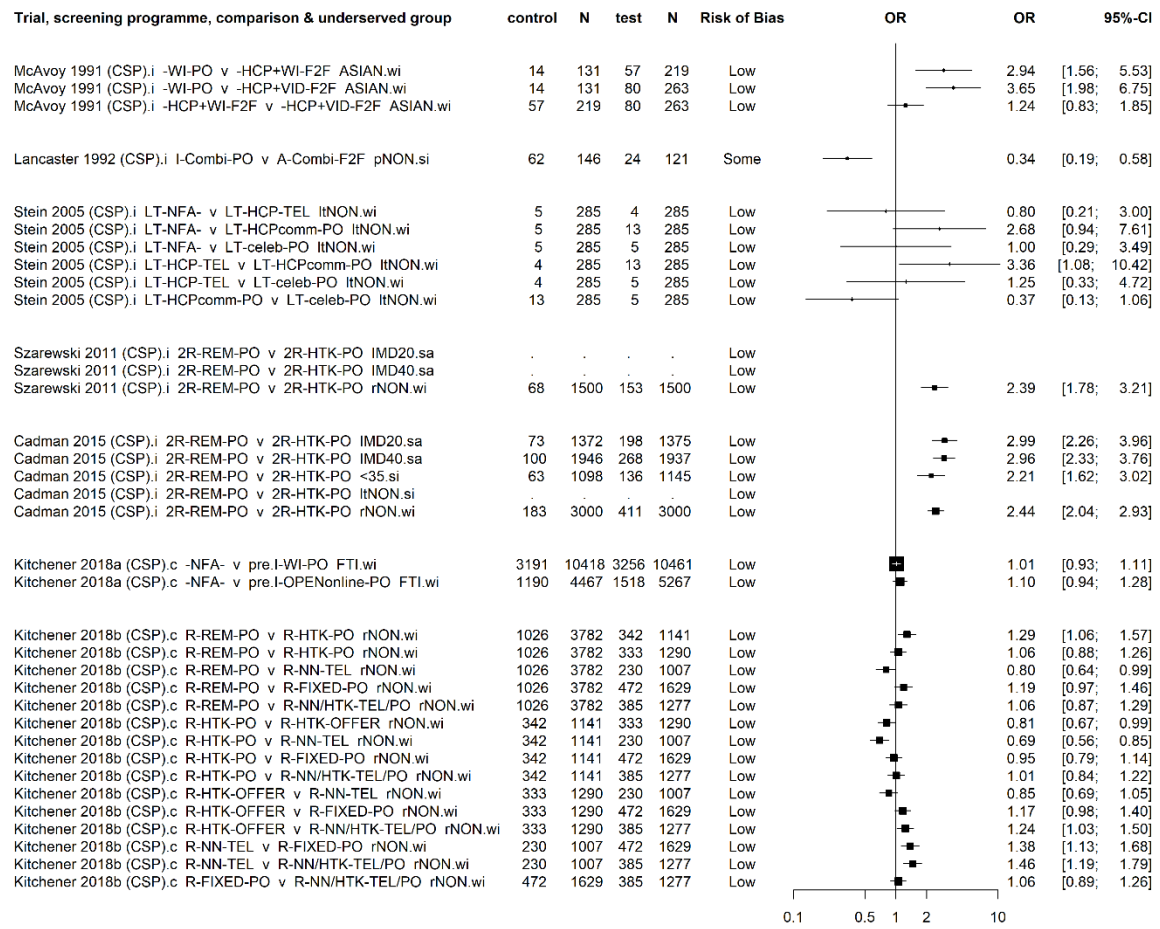 Trial, screening programme, comparison & underserved group control N test N Risk of Bias OR OR 95%-CI
McAvoy 1991 (CSP).i -WI-PO v -HCP+WI-F2F ASIAN.wi 14 131 57 219 Low 2.94 [1.56; 5.53]
McAvoy 1991 (CSP).i -WI-PO v -HCP+VID-F2F ASIAN.wi 14 131 80 263 Low 3.65 [1.98; 6.75]
McAvoy 1991 (CSP).i -HCP+WI-F2F v -HCP+VID-F2F ASIAN.wi 57 219 80 263 Low 1.24 [0.83; 1.85]
Lancaster 1992 (CSP).i I-Combi-PO v A-Combi-F2F pNON.si 62 146 24 121 Some 0.34 [0.19; 0.58]
Stein 2005 (CSP).i LT-NFA- v LT-HCP-TEL ltNON.wi 5 285 4 285 Low 0.80 [0.21; 3.00]
Stein 2005 (CSP).i LT-NFA- v LT-HCPcomm-PO ltNON.wi 5 285 13 285 Low 2.68 [0.94; 7.61]
Stein 2005 (CSP).i LT-NFA- v LT-celeb-PO ltNON.wi 5 285 5 285 Low 1.00 [0.29; 3.49]
Stein 2005 (CSP).i LT-HCP-TEL v LT-HCPcomm-PO ltNON.wi 4 285 13 285 Low 3.36 [1.08; 10.42]
Stein 2005 (CSP).i LT-HCP-TEL v LT-celeb-PO ltNON.wi 4 285 5 285 Low 1.25 [0.33; 4.72]
Stein 2005 (CSP).i LT-HCPcomm-PO v LT-celeb-PO ltNON.wi 13 285 5 285 Low 0.37 [0.13; 1.06]
Szarewski 2011 (CSP).i 2R-REM-PO v 2R-HTK-PO IMD20.sa . . . . Low
Szarewski 2011 (CSP).i 2R-REM-PO v 2R-HTK-PO IMD40.sa . . . . Low
Szarewski 2011 (CSP).i 2R-REM-PO v 2R-HTK-PO rNON.wi 68 1500 153 1500 Low 2.39 [1.78; 3.21]
Cadman 2015 (CSP).i 2R-REM-PO v 2R-HTK-PO IMD20.sa 73 1372 198 1375 Low 2.99 [2.26; 3.96]
Cadman 2015 (CSP).i 2R-REM-PO v 2R-HTK-PO IMD40.sa 100 1946 268 1937 Low 2.96 [2.33; 3.76]
Cadman 2015 (CSP).i 2R-REM-PO v 2R-HTK-PO <35.si 63 1098 136 1145 Low 2.21 [1.62; 3.02]
Cadman 2015 (CSP).i 2R-REM-PO v 2R-HTK-PO ltNON.si . . . . Low
Cadman 2015 (CSP).i 2R-REM-PO v 2R-HTK-PO rNON.wi 183 3000 411 3000 Low 2.44 [2.04; 2.93]
Kitchener 2018a (CSP).c -NFA- v pre.I-WI-PO FTI.wi 3191 10418 3256 10461 Low 1.01 [0.93; 1.11]
Kitchener 2018a (CSP).c -NFA- v pre.I-OPENonline-PO FTI.wi 1190 4467 1518 5267 Low 1.10 [0.94; 1.28]
Kitchener 2018b (CSP).c R-REM-PO v R-HTK-PO rNON.wi 1026 3782 342 1141 Low 1.29 [1.06; 1.57]
Kitchener 2018b (CSP).c R-REM-PO v R-HTK-PO rNON.wi 1026 3782 333 1290 Low 1.06 [0.88; 1.26]
Kitchener 2018b (CSP).c R-REM-PO v R-NN-TEL rNON.wi 1026 3782 230 1007 Low 0.80 [0.64; 0.99]
Kitchener 2018b (CSP).c R-REM-PO v R-FIXED-PO rNON.wi 1026 3782 472 1629 Low 1.19 [0.97; 1.46]
Kitchener 2018b (CSP).c R-REM-PO v R-NN/HTK-TEL/PO rNON.wi 1026 3782 385 1277 Low 1.06 [0.87; 1.29]
Kitchener 2018b (CSP).c R-HTK-PO v R-HTK-OFFER rNON.wi 342 1141 333 1290 Low 0.81 [0.67; 0.99]
Kitchener 2018b (CSP).c R-HTK-PO v R-NN-TEL rNON.wi 342 1141 230 1007 Low 0.69 [0.56; 0.85]
Kitchener 2018b (CSP).c R-HTK-PO v R-FIXED-PO rNON.wi 342 1141 472 1629 Low 0.95 [0.79; 1.14]
Kitchener 2018b (CSP).c R-HTK-PO v R-NN/HTK-TEL/PO rNON.wi 342 1141 385 1277 Low 1.01 [0.84; 1.22]
Kitchener 2018b (CSP).c R-HTK-OFFER v R-NN-TEL rNON.wi 333 1290 230 1007 Low 0.85 [0.69; 1.05]
Kitchener 2018b (CSP).c R-HTK-OFFER v R-FIXED-PO rNON.wi 333 1290 472 1629 Low 1.17 [0.98; 1.40]
Kitchener 2018b (CSP).c R-HTK-OFFER v R-NN/HTK-TEL/PO rNON.wi 333 1290 385 1277 Low 1.24 [1.03; 1.50]
Kitchener 2018b (CSP).c R-NN-TEL v R-FIXED-PO rNON.wi 230 1007 472 1629 Low 1.38 [1.13; 1.68]
Kitchener 2018b (CSP).c R-NN-TEL v R-NN/HTK-TEL/PO rNON.wi 230 1007 385 1277 Low 1.46 [1.19; 1.79]
Kitchener 2018b (CSP).c R-FIXED-PO v R-NN/HTK-TEL/PO rNON.wi 472 1629 385 1277 Low 1.06 [0.89; 1.26]
0.1 0.5 1 2 10